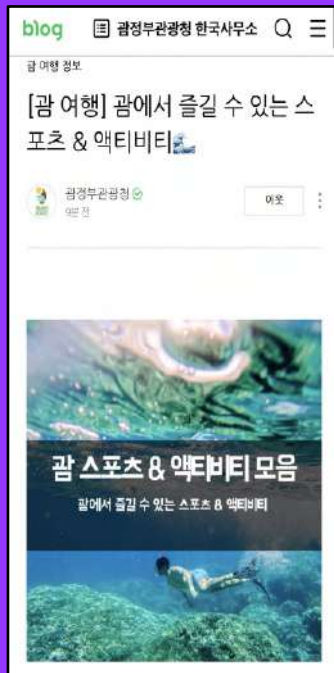 blog 괌정부관광청 한국사무소
괌 여행 정보
[괌 여행] 괌에서 즐길 수 있는 스
포츠 & 액티비티🌊
괌정부관광청
9분 전
이웃
괌 스포츠 & 액티비티 모음
괌에서 즐길 수 있는 스포츠 & 액티비티